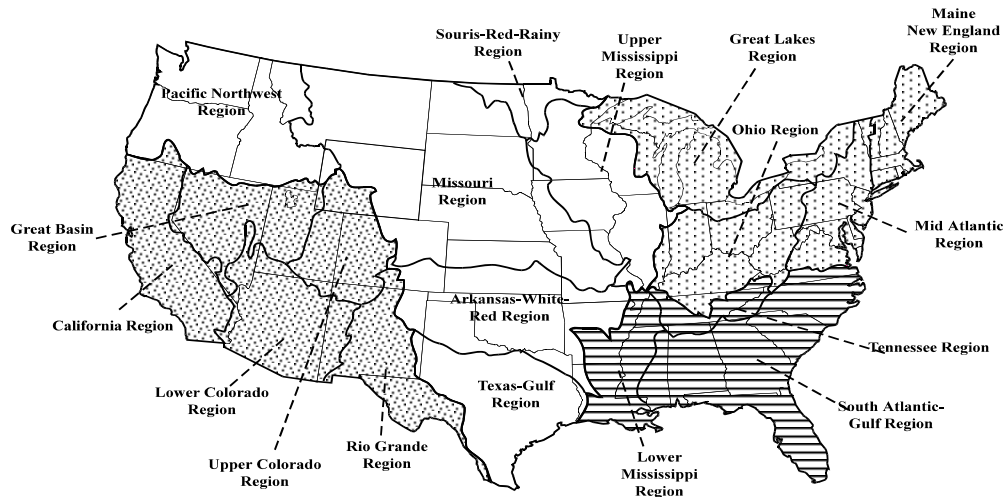 Maine
New England
Region
Souris-Red-Rainy
Region
Upper
Mississippi
Region
Great Lakes
Region
Pacific Northwest
Region
Ohio Region
Missouri
Region
Great Basin
Region
Mid Atlantic
Region
California Region
Arkansas-White-
Red Region
Tennessee Region
Lower Colorado
Region
Texas-Gulf
Region
South Atlantic-
Gulf Region
Upper Colorado
Region
Rio Grande
Region
Lower
Mississippi
Region